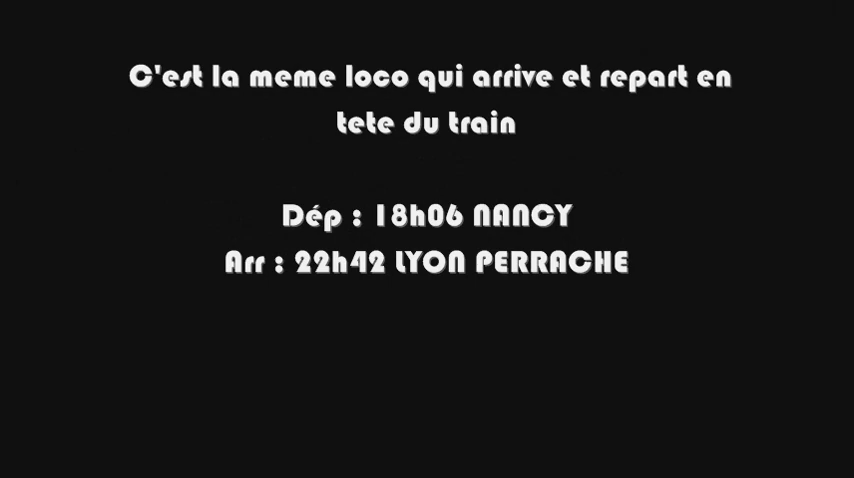 C'est la meme loco qui arrive et repart en
tete du train
Dép : 18h06 NANCY
Arr : 22h42 LYON PERRACHE